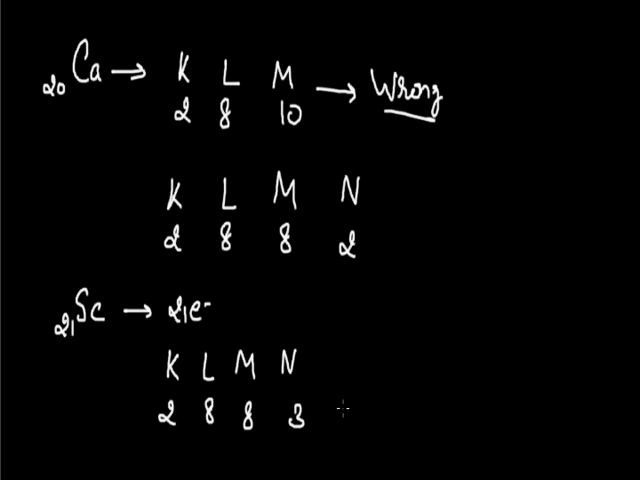 20Ca → K L M → Wrong
2 8 10
K L M N
2 8 8 2
21Sc → 21e-
K L M N
2 8 8 3